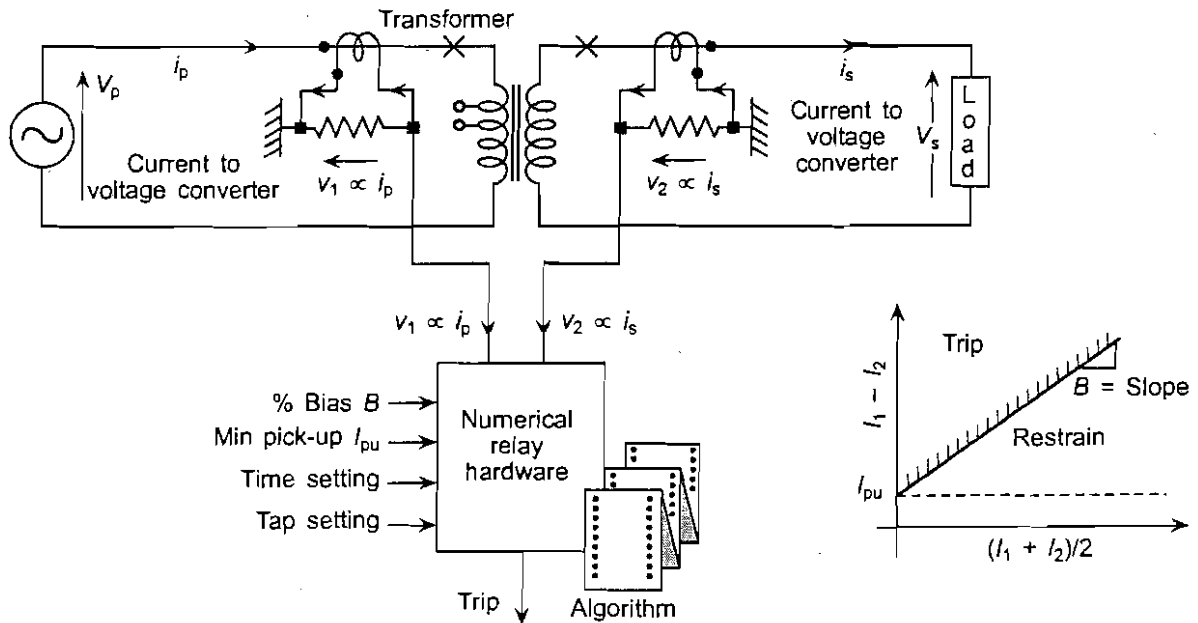 Transformer
i_p
i_s
V_p
V_s
Load
Current to
voltage converter
v_1 ∝ i_p
v_2 ∝ i_s
Current to
voltage
converter
v_1 ∝ i_p
v_2 ∝ i_s
% Bias B
Min pick-up I_pu
Time setting
Tap setting
Numerical
relay
hardware
Trip
Algorithm
Trip
I_1 − I_2
B = Slope
Restrain
I_pu
(I_1 + I_2)/2